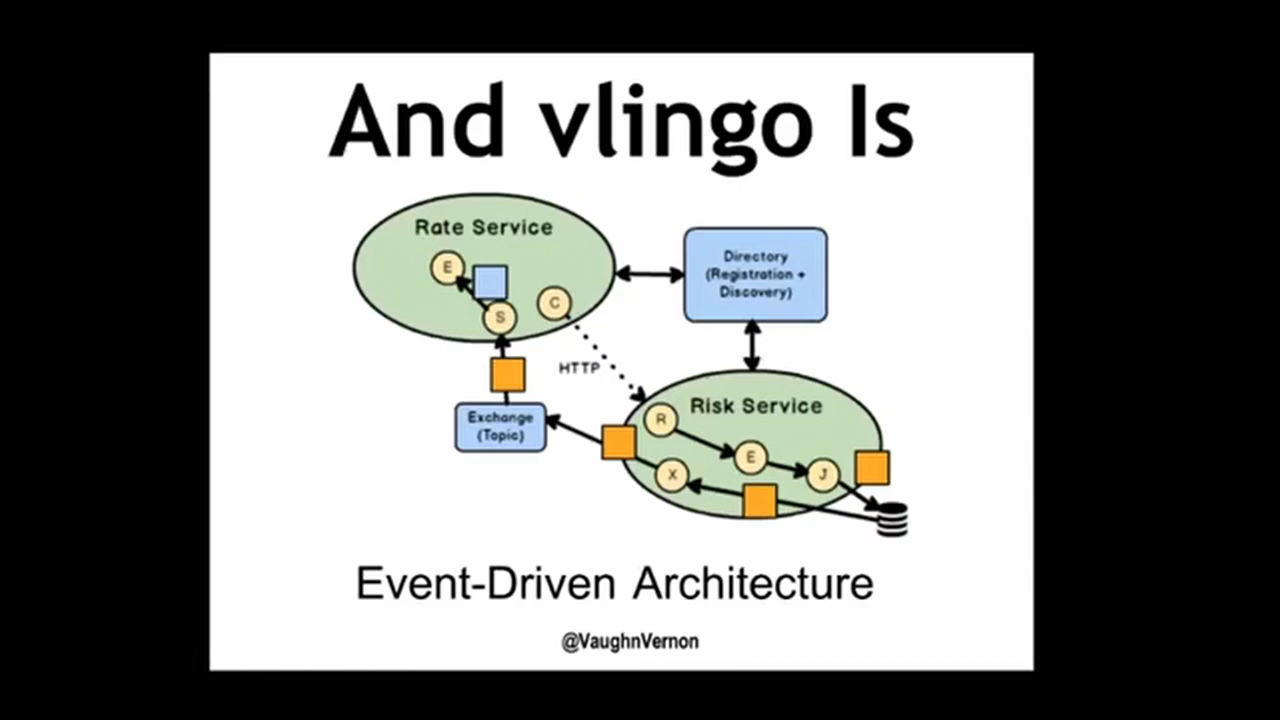 And vlingo Is
Rate Service
E
S
C
Directory
(Registration +
Discovery)
HTTP
Exchange
(Topic)
Risk Service
R
E
J
X
Event-Driven Architecture
@VaughnVernon